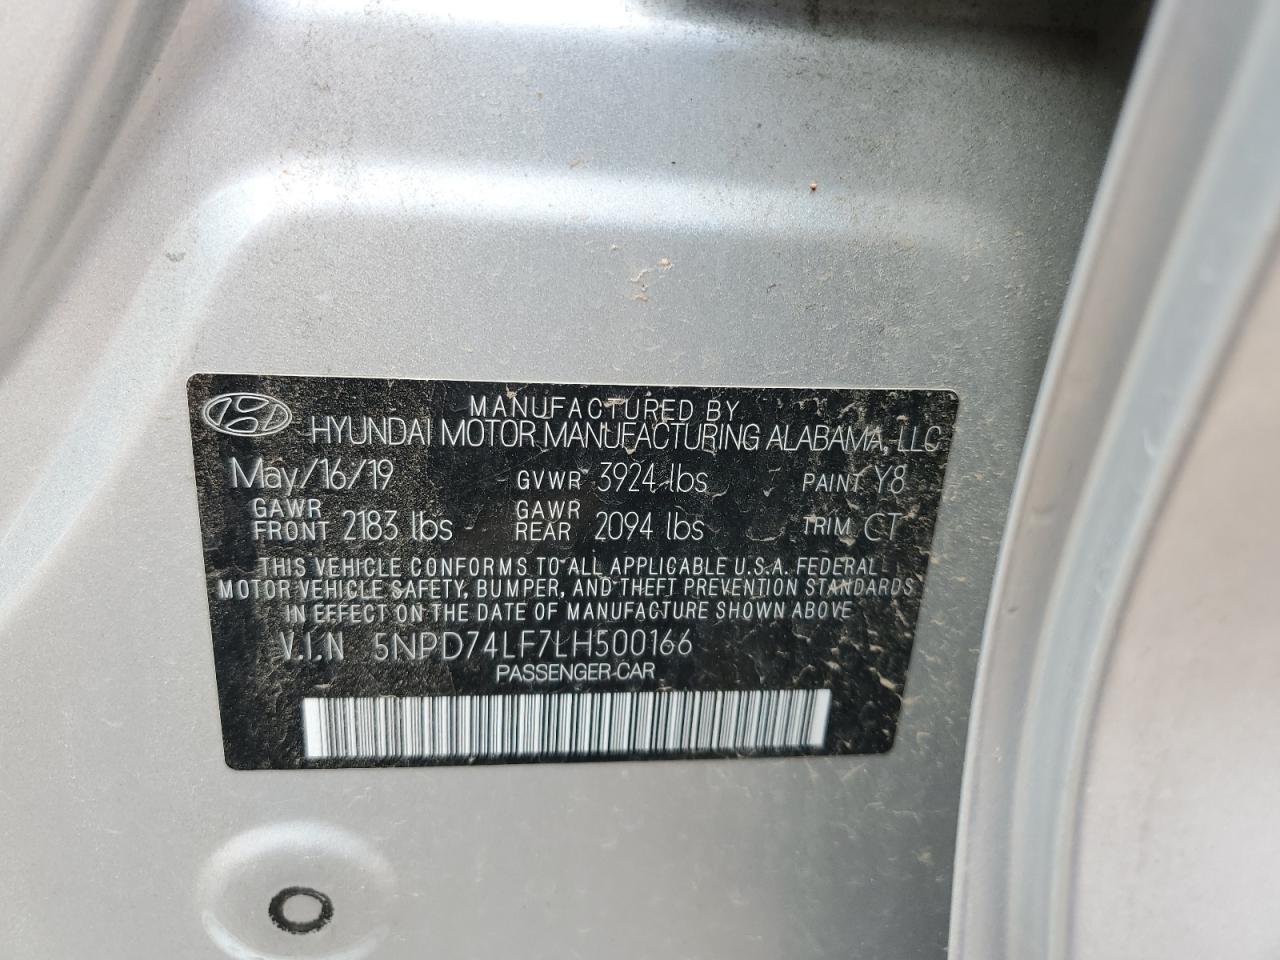 MANUFACTURED BY
HYUNDAI MOTOR MANUFACTURING ALABAMA, LLC
May/16/19 GVWR 3924 lbs PAINT Y8
GAWR FRONT 2183 lbs GAWR REAR 2094 lbs TRIM CT
THIS VEHICLE CONFORMS TO ALL APPLICABLE U.S.A. FEDERAL
MOTOR VEHICLE SAFETY, BUMPER, AND THEFT PREVENTION STANDARDS
IN EFFECT ON THE DATE OF MANUFACTURE SHOWN ABOVE
V.I.N 5NPD74LF7LH500166
PASSENGER-CAR